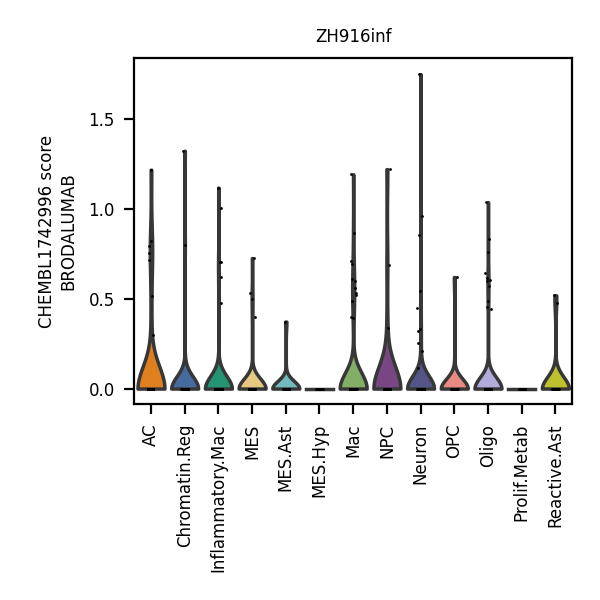 ZH916inf
CHEMBL1742996 score
BRODALUMAB
1.5
1.0
0.5
0.0
AC
Chromatin.Reg
Inflammatory.Mac
MES
MES.Ast
MES.Hyp
Mac
NPC
Neuron
OPC
Oligo
Prolif.Metab
Reactive.Ast